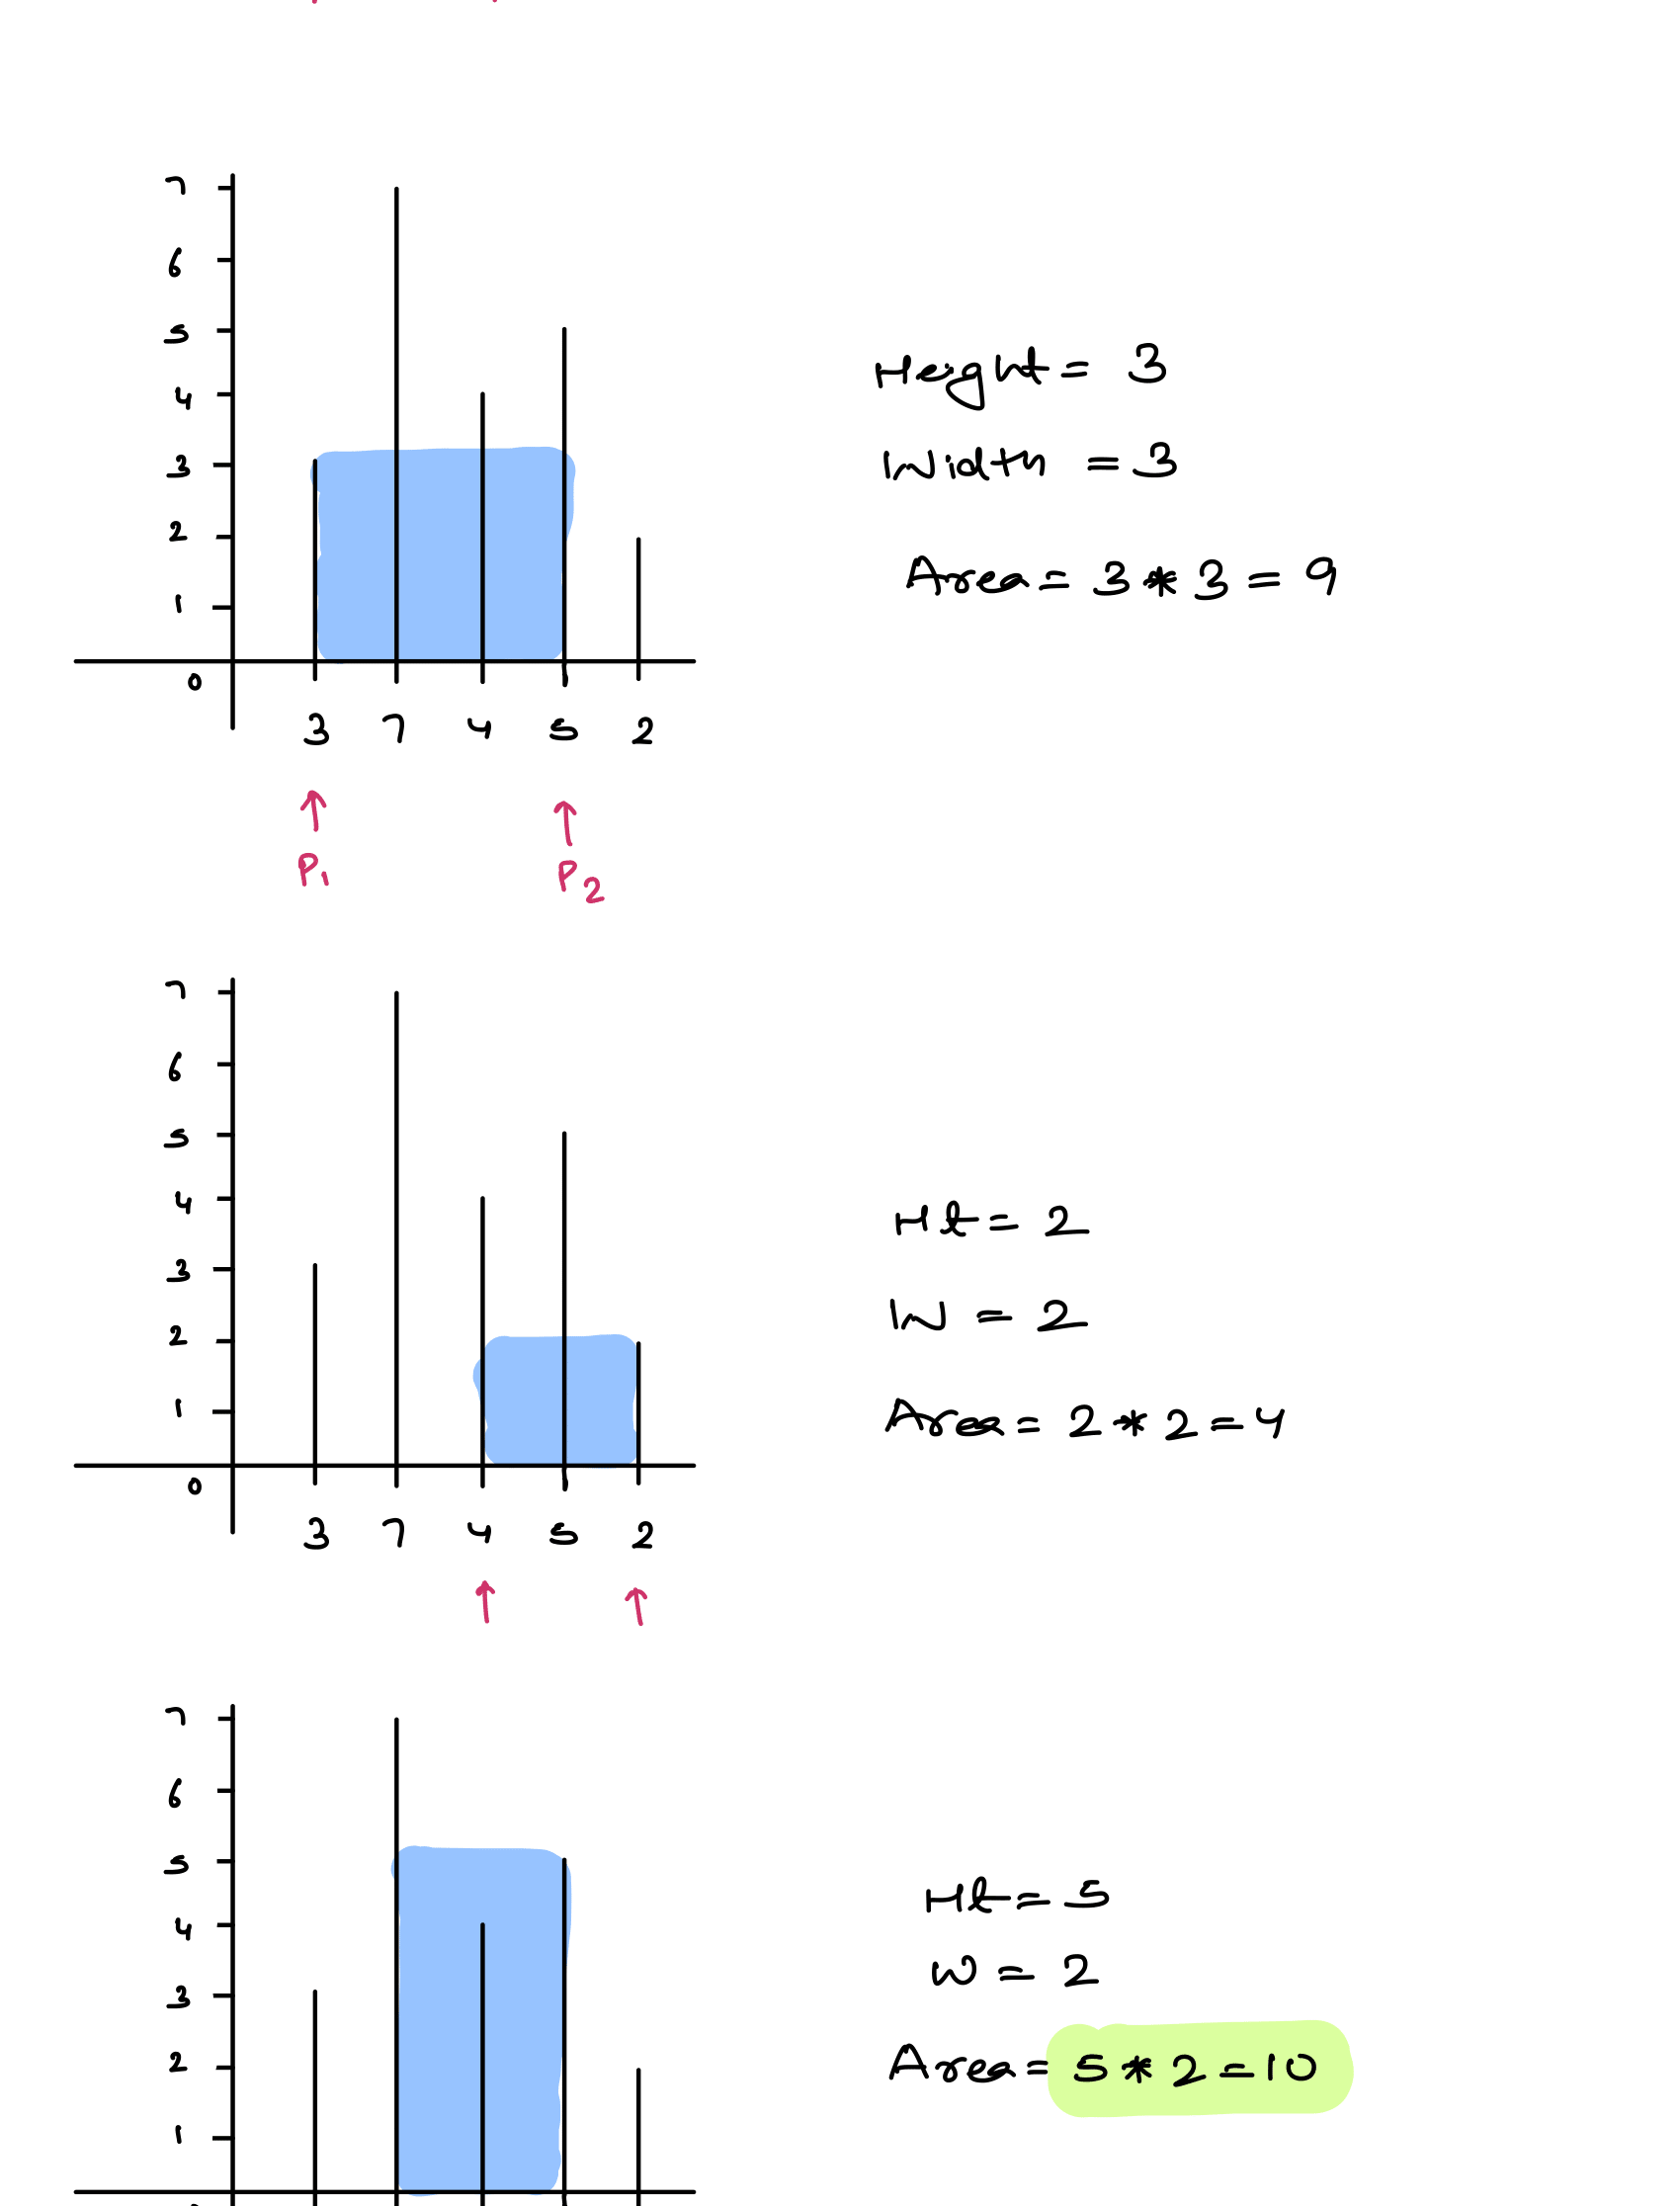 7
6
5
4
3
2
1
0
3 7 4 5 2
P1 P2
Height = 3
Width = 3
Area = 3 * 3 = 9
7
6
5
4
3
2
1
0
3 7 4 5 2
Ht = 2
W = 2
Area = 2 * 2 = 4
7
6
5
4
3
2
1
Ht = 5
W = 2
Area = 5 * 2 = 10